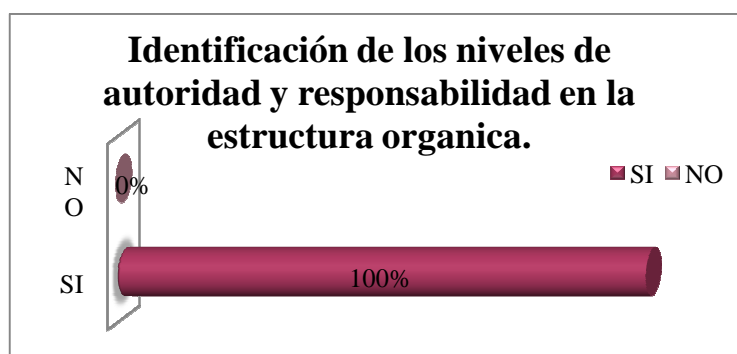 Identificación de los niveles de
autoridad y responsabilidad en la
estructura organica.
N
O
0%
SI NO
SI
100%